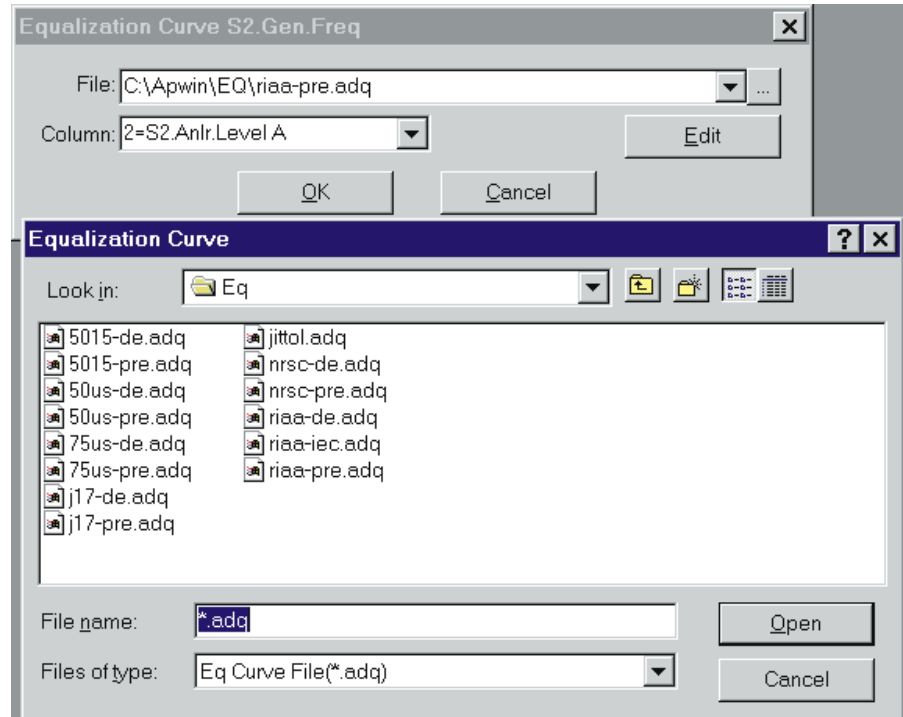 Equalization Curve S2.Gen.Freq
File: C:\Apwin\EQ\riaa-pre.adq ...
Column: 2=S2.Anlr.Level A Edit
OK Cancel
Equalization Curve
Look in: Eq
5015-de.adq jittol.adq
5015-pre.adq nrsc-de.adq
50us-de.adq nrsc-pre.adq
50us-pre.adq riaa-de.adq
75us-de.adq riaa-iec.adq
75us-pre.adq riaa-pre.adq
j17-de.adq
j17-pre.adq
File name: *.adq Open
Files of type: Eq Curve File(*.adq) Cancel